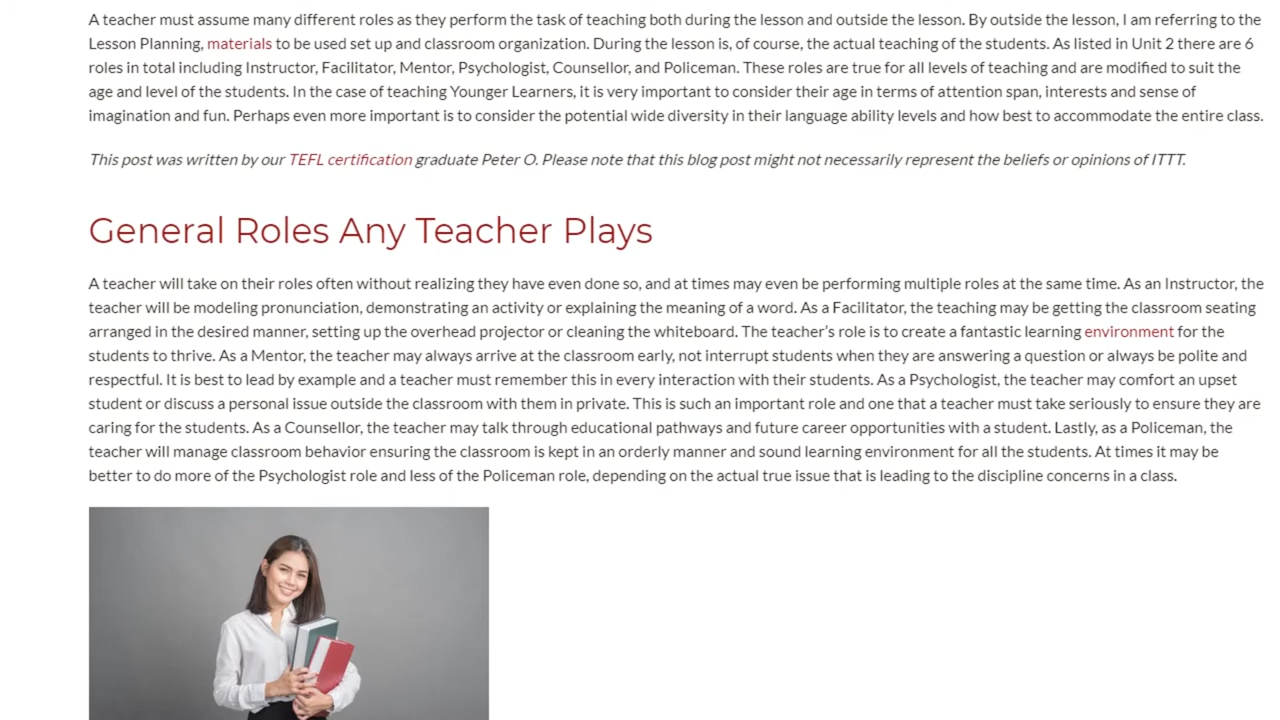 A teacher must assume many different roles as they perform the task of teaching both during the lesson and outside the lesson. By outside the lesson, I am referring to the
Lesson Planning, materials to be used set up and classroom organization. During the lesson is, of course, the actual teaching of the students. As listed in Unit 2 there are 6
roles in total including Instructor, Facilitator, Mentor, Psychologist, Counsellor, and Policeman. These roles are true for all levels of teaching and are modified to suit the
age and level of the students. In the case of teaching Younger Learners, it is very important to consider their age in terms of attention span, interests and sense of
imagination and fun. Perhaps even more important is to consider the potential wide diversity in their language ability levels and how best to accommodate the entire class.
This post was written by our TEFL certification graduate Peter O. Please note that this blog post might not necessarily represent the beliefs or opinions of ITTT.
General Roles Any Teacher Plays
A teacher will take on their roles often without realizing they have even done so, and at times may even be performing multiple roles at the same time. As an Instructor, the
teacher will be modeling pronunciation, demonstrating an activity or explaining the meaning of a word. As a Facilitator, the teaching may be getting the classroom seating
arranged in the desired manner, setting up the overhead projector or cleaning the whiteboard. The teacher's role is to create a fantastic learning environment for the
students to thrive. As a Mentor, the teacher may always arrive at the classroom early, not interrupt students when they are answering a question or always be polite and
respectful. It is best to lead by example and a teacher must remember this in every interaction with their students. As a Psychologist, the teacher may comfort an upset
student or discuss a personal issue outside the classroom with them in private. This is such an important role and one that a teacher must take seriously to ensure they are
caring for the students. As a Counsellor, the teacher may talk through educational pathways and future career opportunities with a student. Lastly, as a Policeman, the
teacher will manage classroom behavior ensuring the classroom is kept in an orderly manner and sound learning environment for all the students. At times it may be
better to do more of the Psychologist role and less of the Policeman role, depending on the actual true issue that is leading to the discipline concerns in a class.